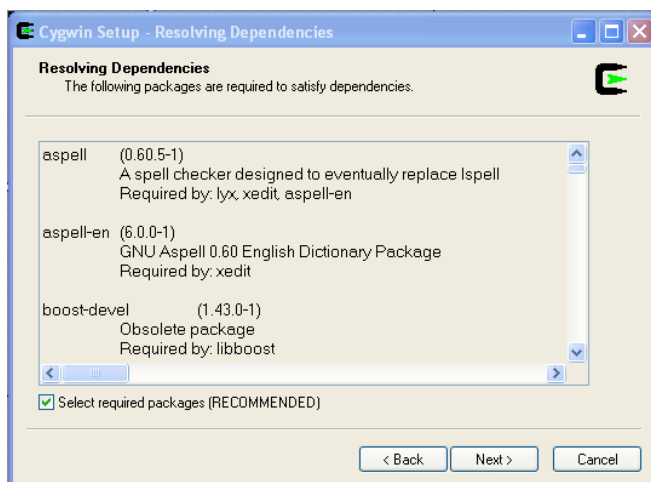 Cygwin Setup - Resolving Dependencies
Resolving Dependencies
The following packages are required to satisfy dependencies.
aspell (0.60.5-1)
A spell checker designed to eventually replace Ispell
Required by: lyx, xedit, aspell-en
aspell-en (6.0.0-1)
GNU Aspell 0.60 English Dictionary Package
Required by: xedit
boost-devel (1.43.0-1)
Obsolete package
Required by: libboost
Select required packages (RECOMMENDED)
< Back Next > Cancel